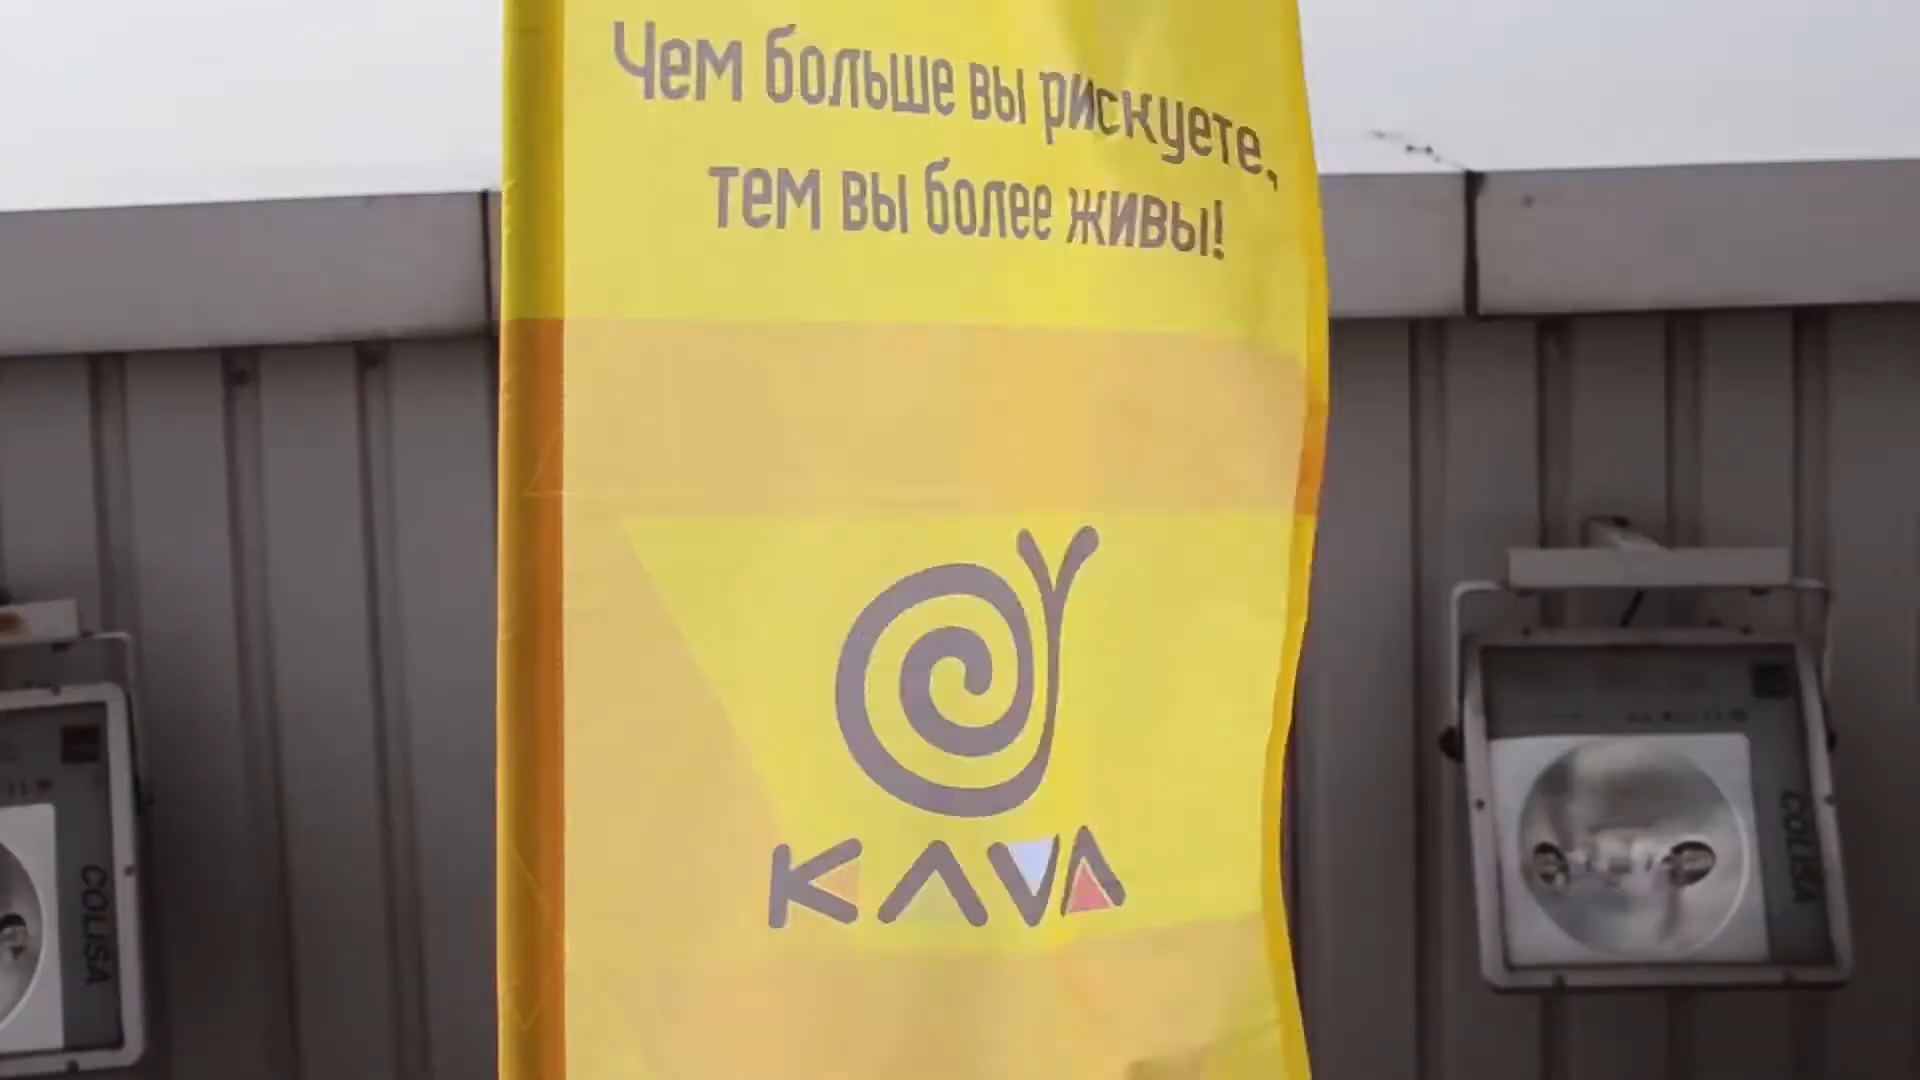 Чем больше вы рискуете,
тем вы более живы!
KAVA
COLISA
COLISA